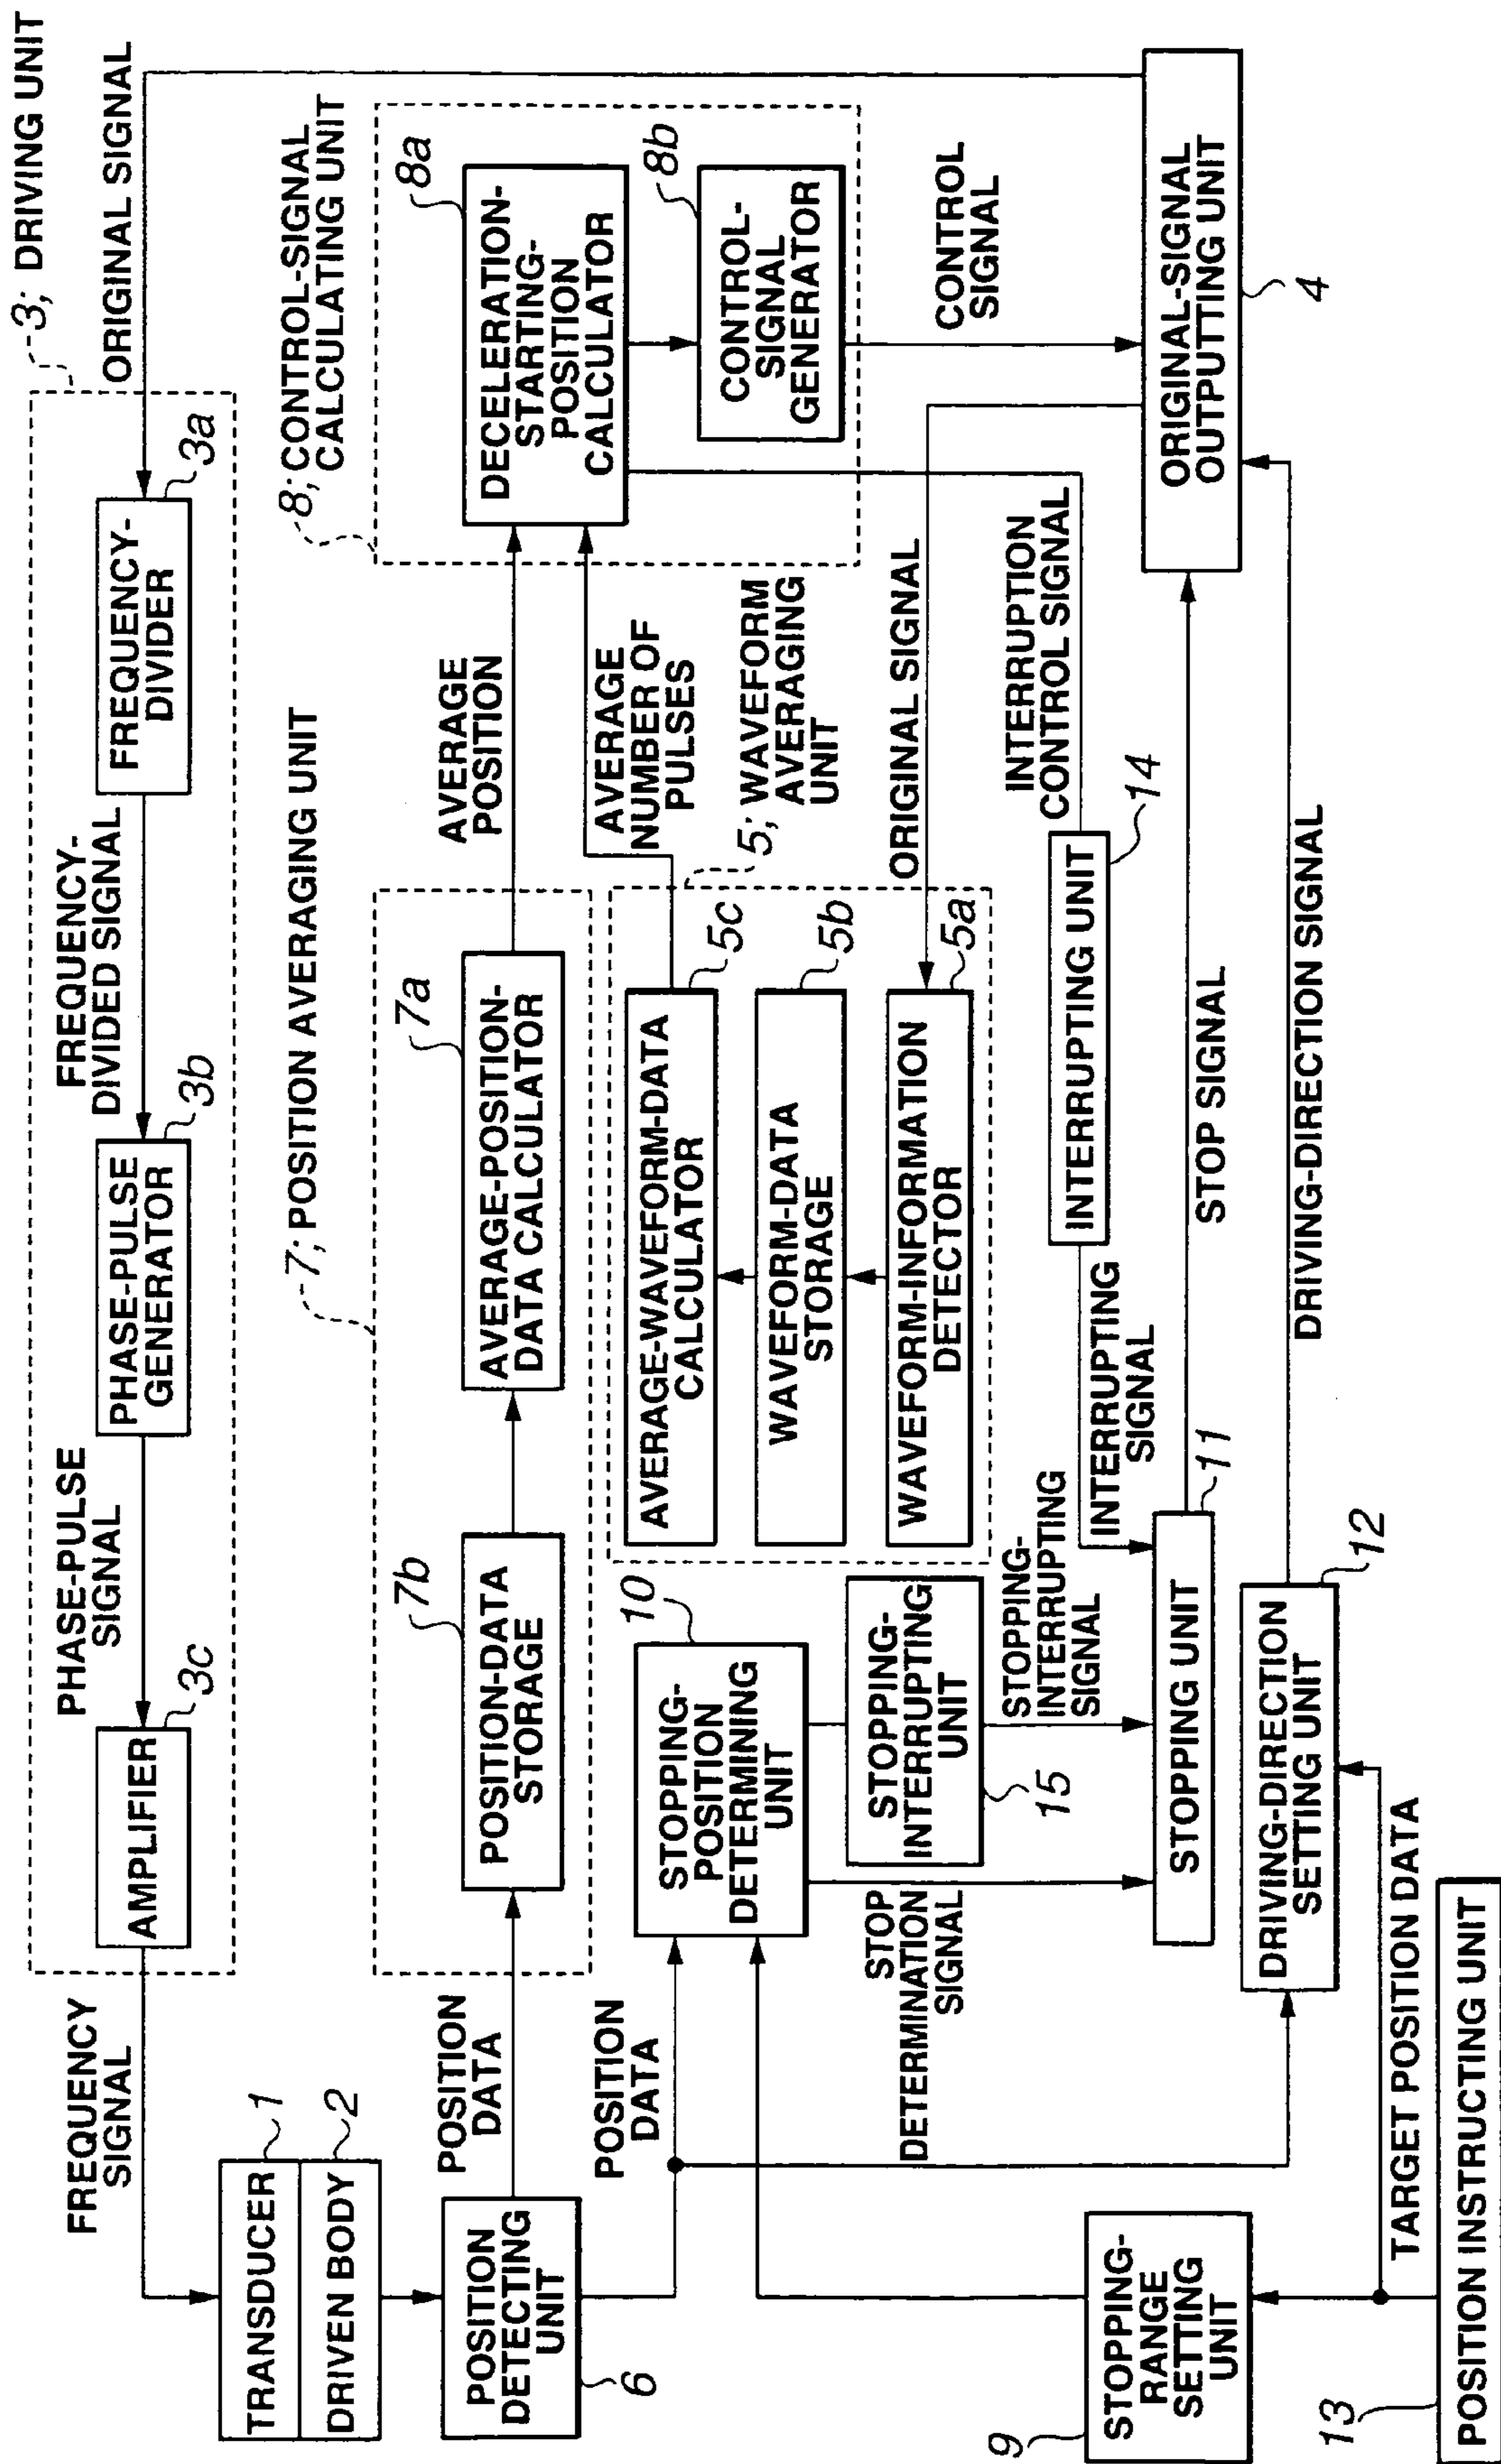 3; DRIVING UNIT
ORIGINAL SIGNAL
FREQUENCY-
DIVIDER
3a
FREQUENCY-
DIVIDED SIGNAL
PHASE-PULSE
GENERATOR
3b
PHASE-PULSE
SIGNAL
AMPLIFIER
3c
FREQUENCY
SIGNAL
TRANSDUCER
1
DRIVEN BODY
2
POSITION
DETECTING
UNIT
6
POSITION
DATA
7; POSITION AVERAGING UNIT
POSITION-DATA
STORAGE
7b
AVERAGE-POSITION-
DATA CALCULATOR
7a
AVERAGE
POSITION
8; CONTROL-SIGNAL
CALCULATING UNIT
DECELERATION-
STARTING-
POSITION
CALCULATOR
8a
CONTROL-
SIGNAL
GENERATOR
8b
CONTROL
SIGNAL
AVERAGE
NUMBER OF
PULSES
5; WAVEFORM
AVERAGING
UNIT
AVERAGE-WAVEFORM-DATA
CALCULATOR
5c
WAVEFORM-DATA
STORAGE
5b
WAVEFORM-INFORMATION
DETECTOR
5a
ORIGINAL SIGNAL
POSITION
DATA
STOPPING-
POSITION
DETERMINING
UNIT
10
STOPPING-
INTERRUPTING
UNIT
15
STOP
DETERMINATION
SIGNAL
STOPPING-
INTERRUPTING
SIGNAL
INTERRUPTING
SIGNAL
INTERRUPTING UNIT
14
INTERRUPTION
CONTROL SIGNAL
STOPPING UNIT
11
STOP SIGNAL
ORIGINAL-SIGNAL
OUTPUTTING UNIT
4
DRIVING-DIRECTION
SETTING UNIT
12
DRIVING-DIRECTION SIGNAL
STOPPING-
RANGE
SETTING
UNIT
9
TARGET POSITION DATA
POSITION INSTRUCTING UNIT
13